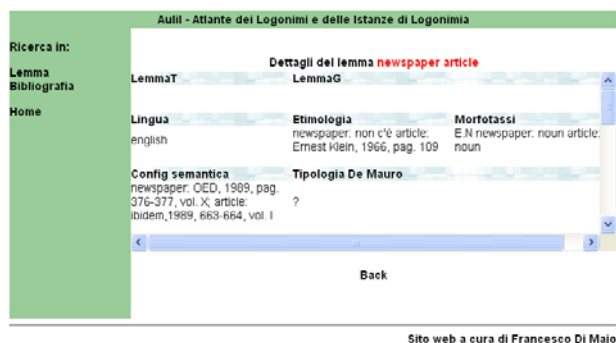 Aulil - Atlante dei Logonimi e delle Istanze di Logonimia
Ricerca in:
Lemma
Bibliografia
Home
Dettagli del lemma newspaper article
LemmaT LemmaG
Lingua Etimologia Morfotassi
english
newspaper: non c'è article:
Ernest Klein, 1966, pag. 109
E.N newspaper: noun article:
noun
Config semantica Tipologia De Mauro
newspaper: OED, 1989, pag.
376-377, vol. X; article:
ibidem,1989, 663-664, vol. I
?
Back
Sito web a cura di Francesco Di Maio